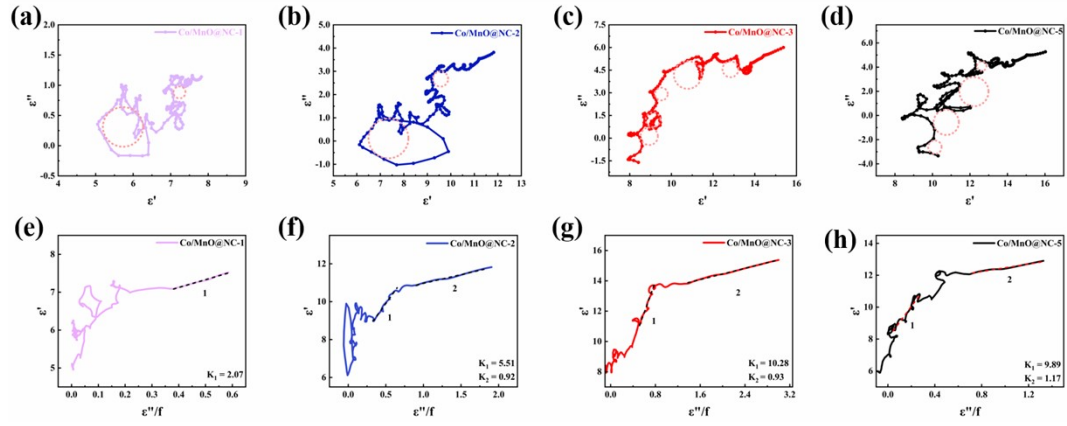 (a)
Co/MnO@NC-1
2.0
1.5
1.0
0.5
0.0
-0.5
ε''
4 5 6 7 8 9
ε'
(b)
Co/MnO@NC-2
5.0
4.0
3.0
2.0
1.0
0.0
-1.0
ε''
5 6 7 8 9 10 11 12 13
ε'
(c)
Co/MnO@NC-3
7.5
6.0
4.5
3.0
1.5
0.0
-1.5
ε''
8 10 12 14 16
ε'
(d)
Co/MnO@NC-5
6.0
4.0
2.0
0.0
-2.0
-4.0
ε''
8 10 12 14 16
ε'
(e)
Co/MnO@NC-1
8
7
6
5
ε'
1
K₁ = 2.07
0.0 0.1 0.2 0.3 0.4 0.5 0.6
ε''/f
(f)
Co/MnO@NC-2
12
10
8
6
ε'
1
2
K₁ = 5.51
K₂ = 0.92
0.0 0.5 1.0 1.5 2.0
ε''/f
(g)
Co/MnO@NC-3
16
14
12
10
8
ε'
1
2
K₁ = 10.28
K₂ = 0.93
0.0 0.6 1.2 1.8 2.4 3.0
ε''/f
(h)
Co/MnO@NC-5
14
12
10
8
6
ε'
1
2
K₁ = 9.89
K₂ = 1.17
0.0 0.4 0.8 1.2
ε''/f